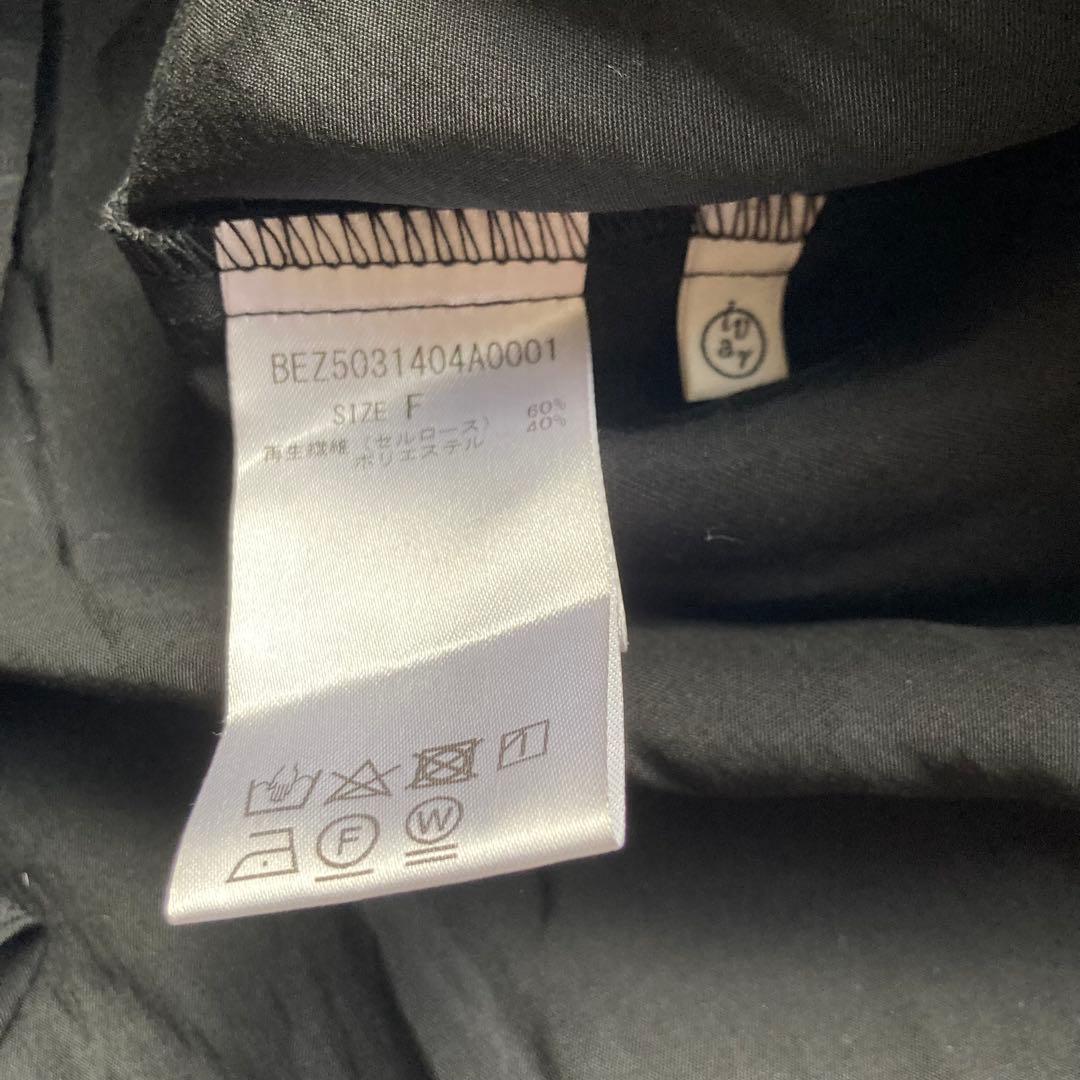 BEZ5031404A0001
SIZE F
再生繊維 (セルロース) 60%
ポリエステル 40%
F
W
ivar